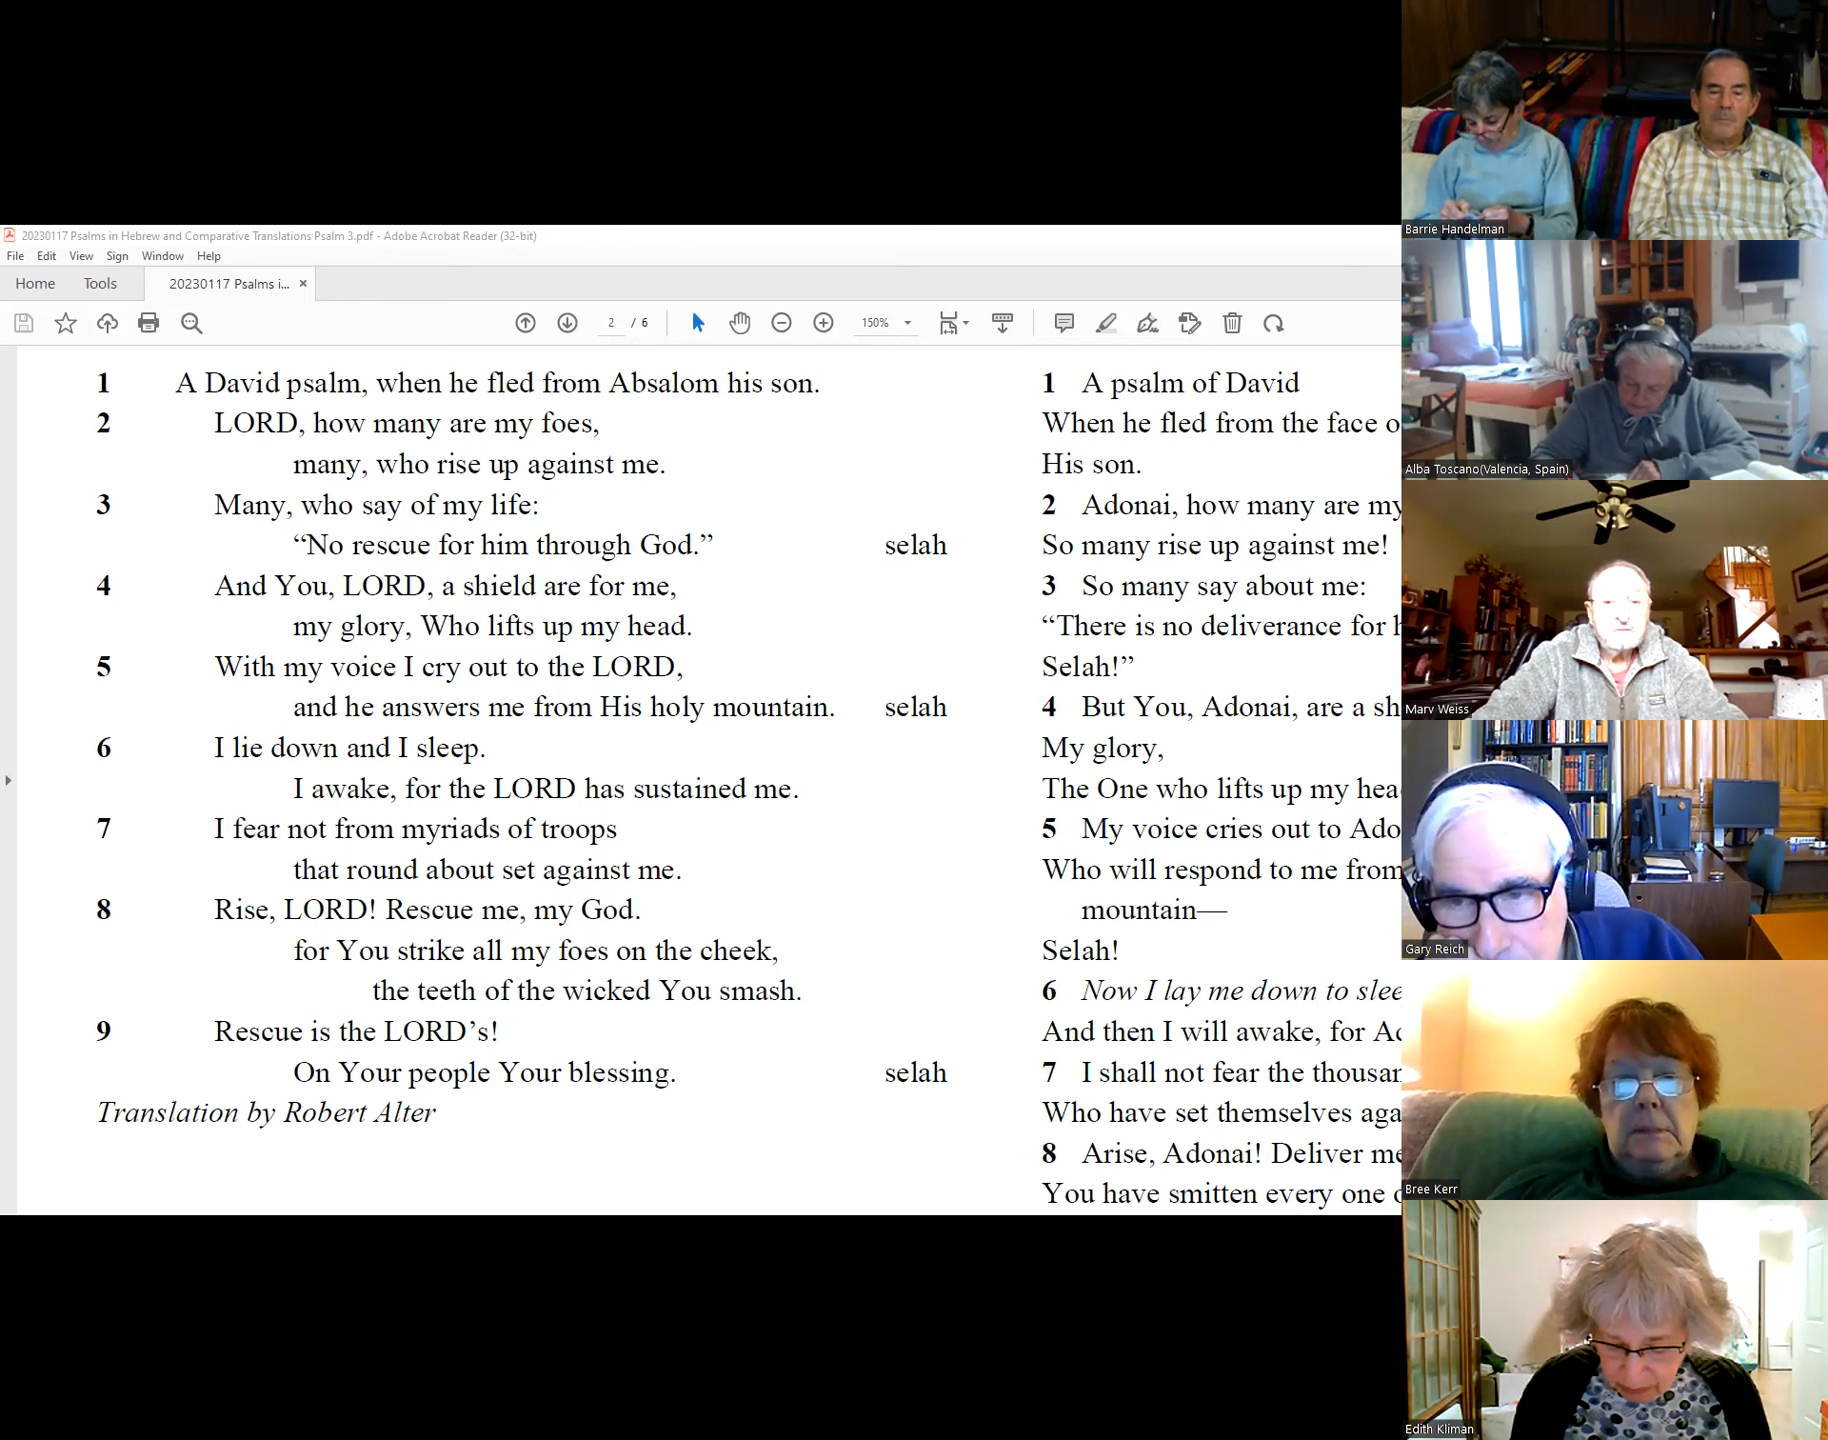 20230117 Psalms in Hebrew and Comparative Translations Psalm 3.pdf - Adobe Acrobat Reader (32-bit)
File Edit View Sign Window Help
Home Tools 20230117 Psalms i... ×
2 / 6 150%
1 A David psalm, when he fled from Absalom his son.
2 LORD, how many are my foes,
many, who rise up against me.
3 Many, who say of my life:
“No rescue for him through God.” selah
4 And You, LORD, a shield are for me,
my glory, Who lifts up my head.
5 With my voice I cry out to the LORD,
and he answers me from His holy mountain. selah
6 I lie down and I sleep.
I awake, for the LORD has sustained me.
7 I fear not from myriads of troops
that round about set against me.
8 Rise, LORD! Rescue me, my God.
for You strike all my foes on the cheek,
the teeth of the wicked You smash.
9 Rescue is the LORD’s!
On Your people Your blessing. selah
Translation by Robert Alter
1 A psalm of David
When he fled from the face
His son.
2 Adonai, how many are my
So many rise up against me!
3 So many say about me:
“There is no deliverance for
Selah!”
4 But You, Adonai, are a
My glory,
The One who lifts up my
5 My voice cries out to
Who will respond to me from
mountain—
Selah!
6 Now I lay me down to
And then I will awake, for
7 I shall not fear the
Who have set themselves
8 Arise, Adonai! Deliver me
You have smitten every one
Barrie Handelman
Alba Toscano(Valencia, Spain)
Marv Weiss
Gary Reich
Bree Kerr
Edith Kliman